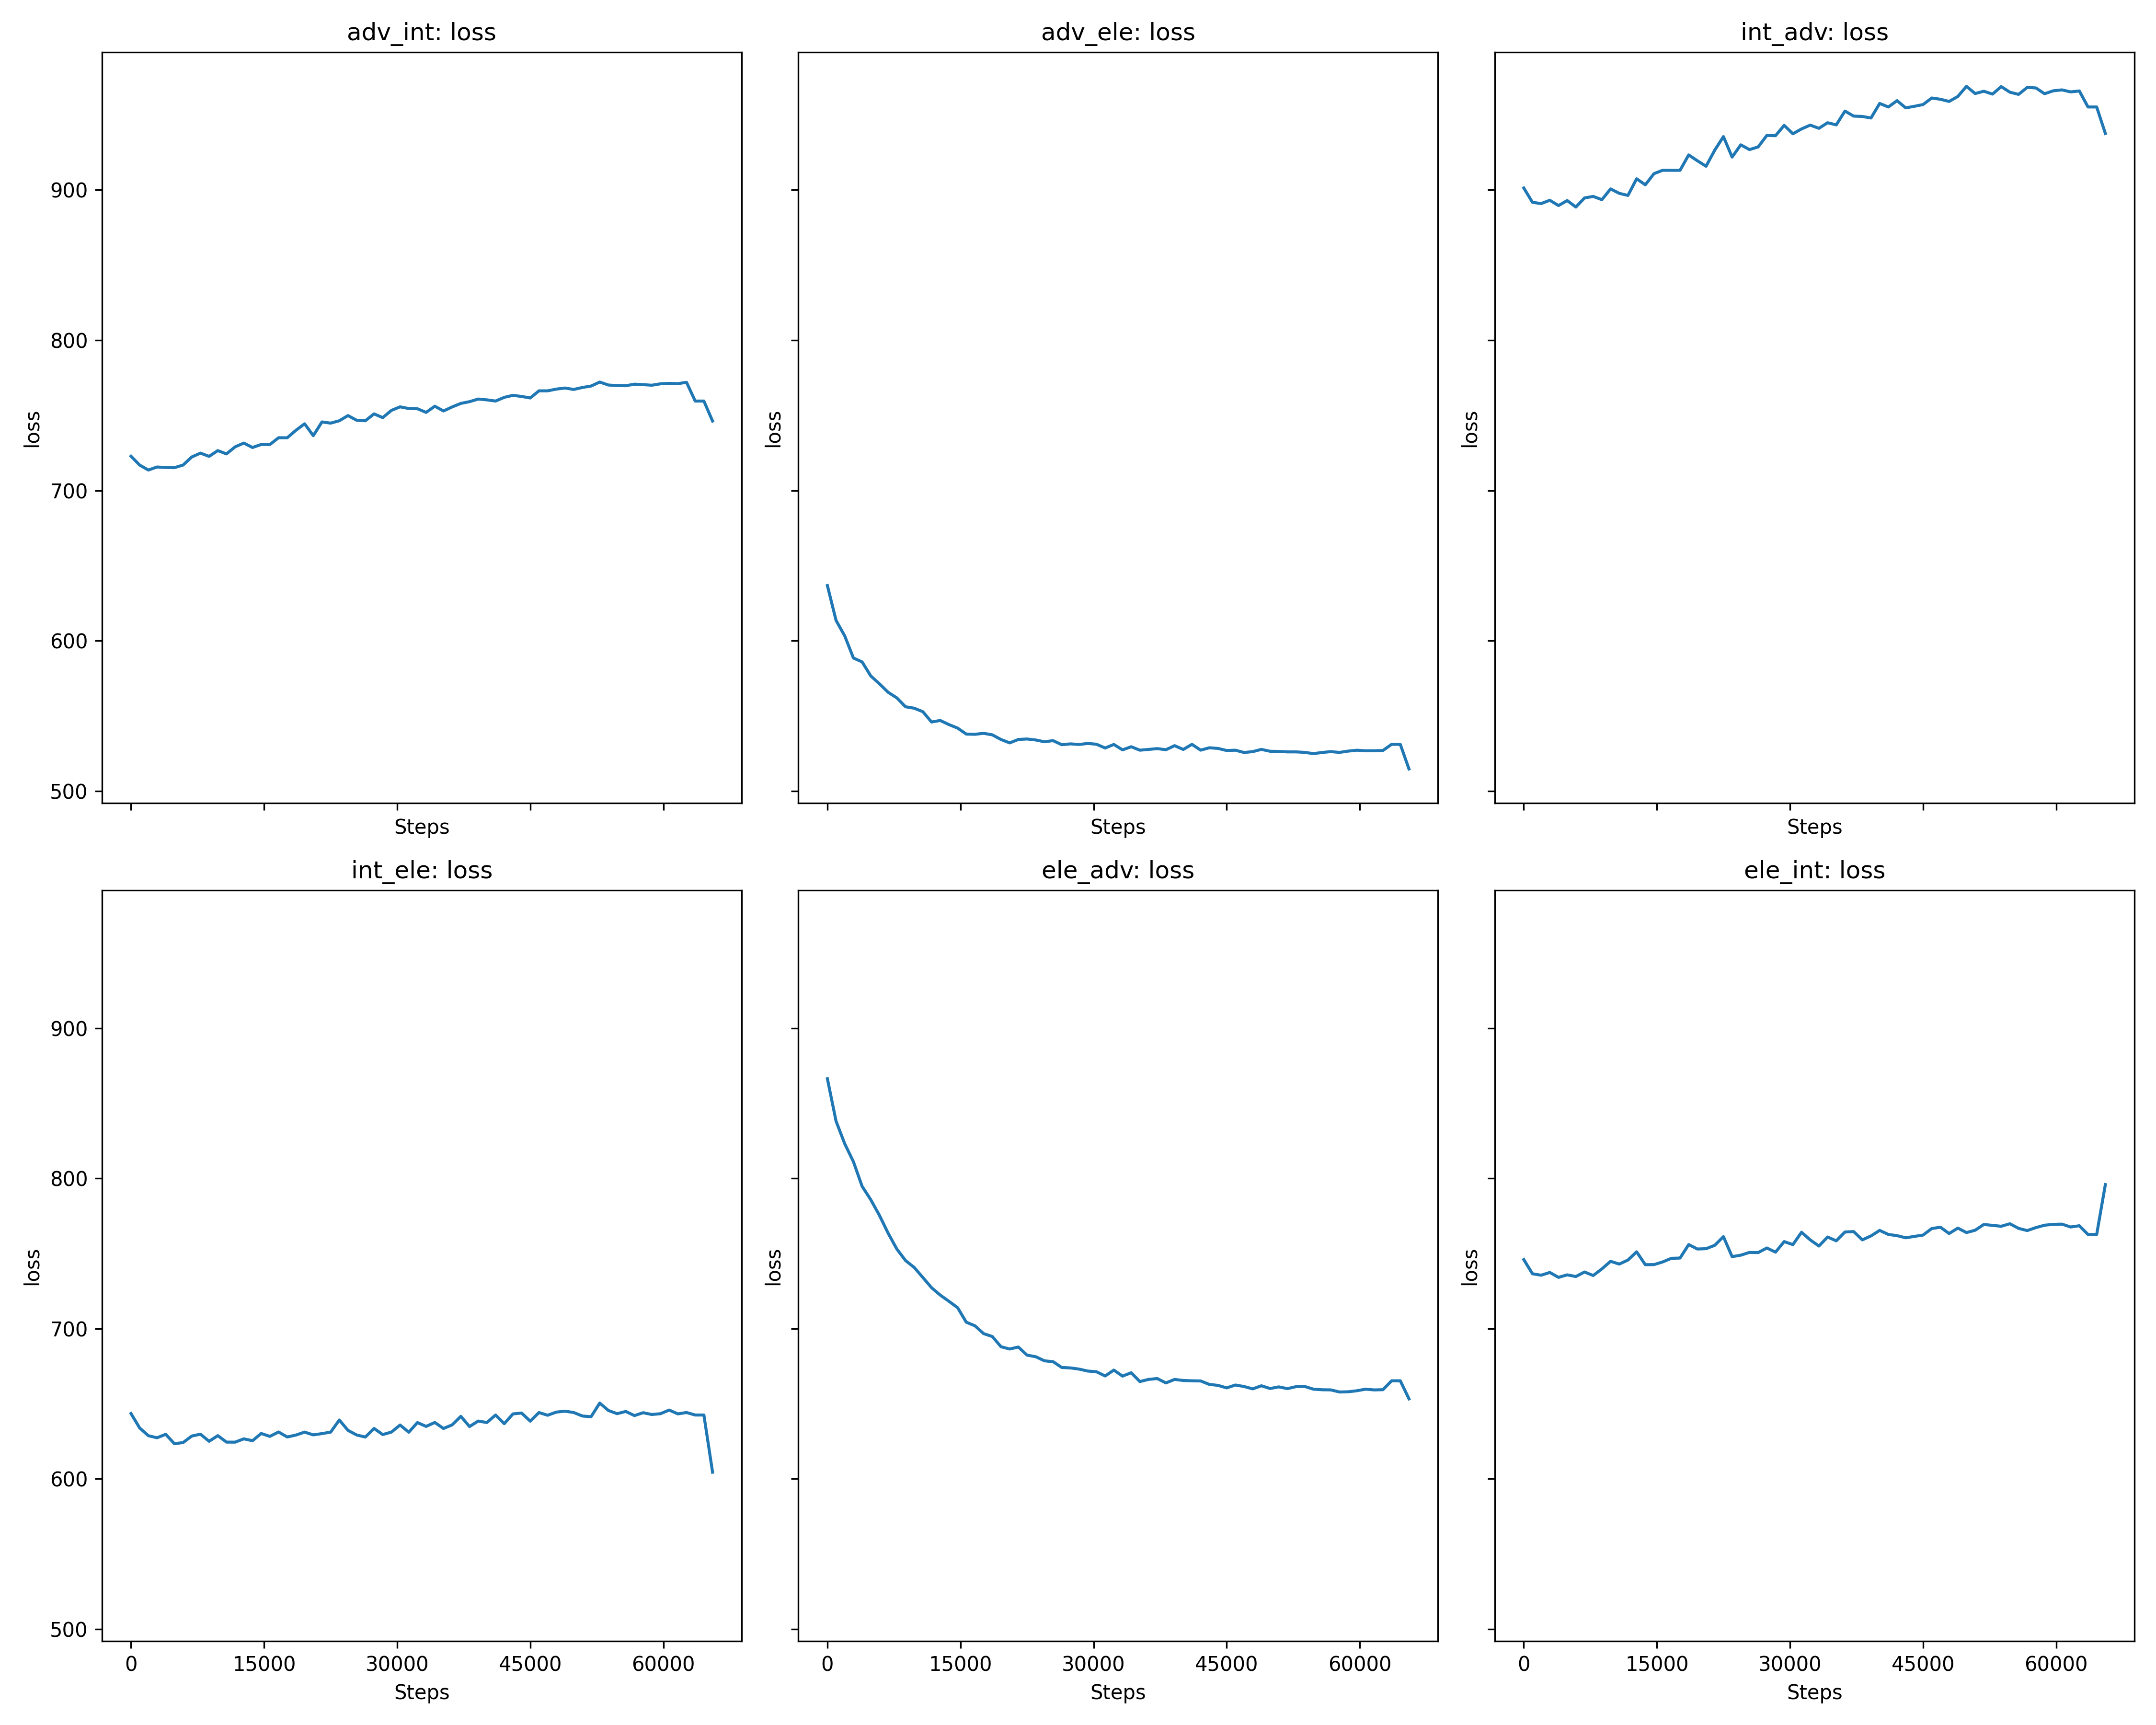 adv_int: loss
adv_ele: loss
int_adv: loss
900
800
700
600
500
loss
loss
loss
Steps
Steps
Steps
int_ele: loss
ele_adv: loss
ele_int: loss
900
800
700
600
500
loss
loss
loss
0 15000 30000 45000 60000
0 15000 30000 45000 60000
0 15000 30000 45000 60000
Steps
Steps
Steps